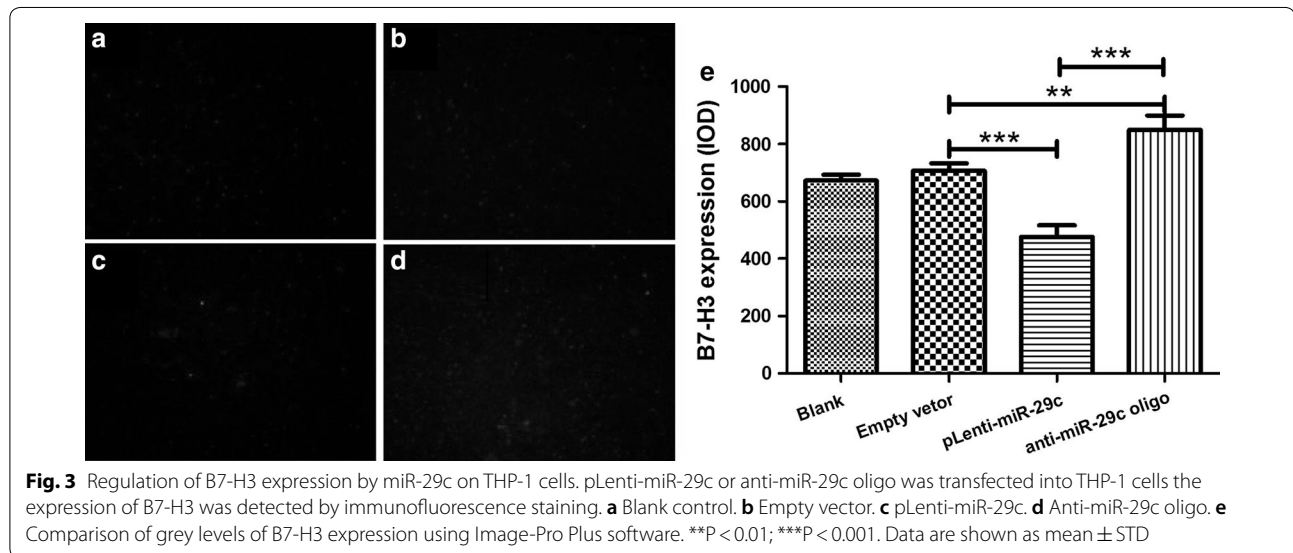 a
b
c
d
e
***
**
***
B7-H3 expression (IOD)
1000
800
600
400
200
0
Blank
Empty vetor
pLenti-miR-29c
anti-miR-29c oligo
Fig. 3 Regulation of B7-H3 expression by miR-29c on THP-1 cells. pLenti-miR-29c or anti-miR-29c oligo was transfected into THP-1 cells the
expression of B7-H3 was detected by immunofluorescence staining. a Blank control. b Empty vector. c pLenti-miR-29c. d Anti-miR-29c oligo. e
Comparison of grey levels of B7-H3 expression using Image-Pro Plus software. **P < 0.01; ***P < 0.001. Data are shown as mean ± STD